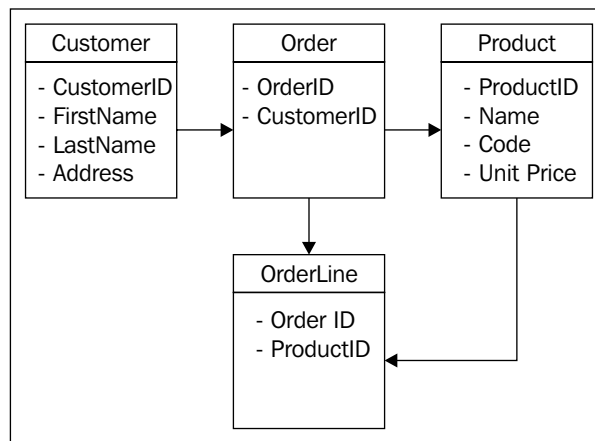 Customer
- CustomerID
- FirstName
- LastName
- Address
Order
- OrderID
- CustomerID
Product
- ProductID
- Name
- Code
- Unit Price
OrderLine
- Order ID
- ProductID